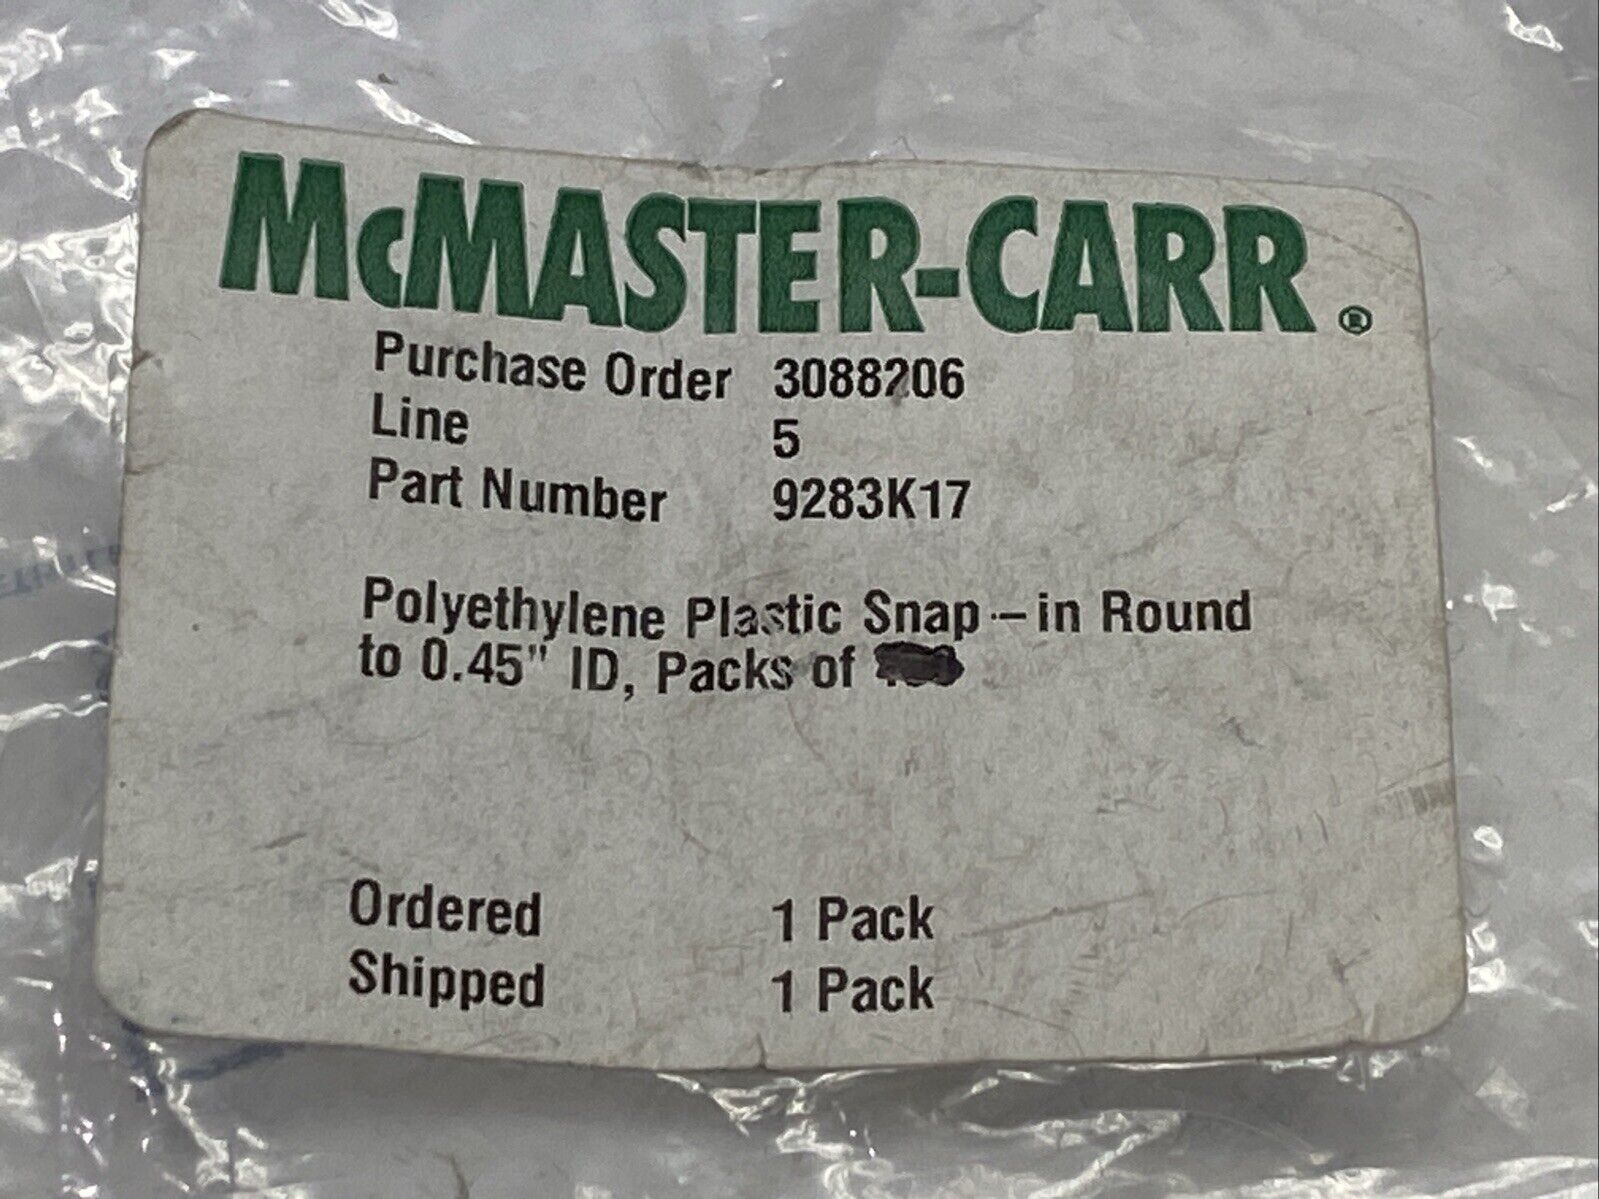 McMASTER-CARR®
Purchase Order 3088206
Line 5
Part Number 9283K17
Polyethylene Plastic Snap-in Round
to 0.45" ID, Packs of
Ordered 1 Pack
Shipped 1 Pack